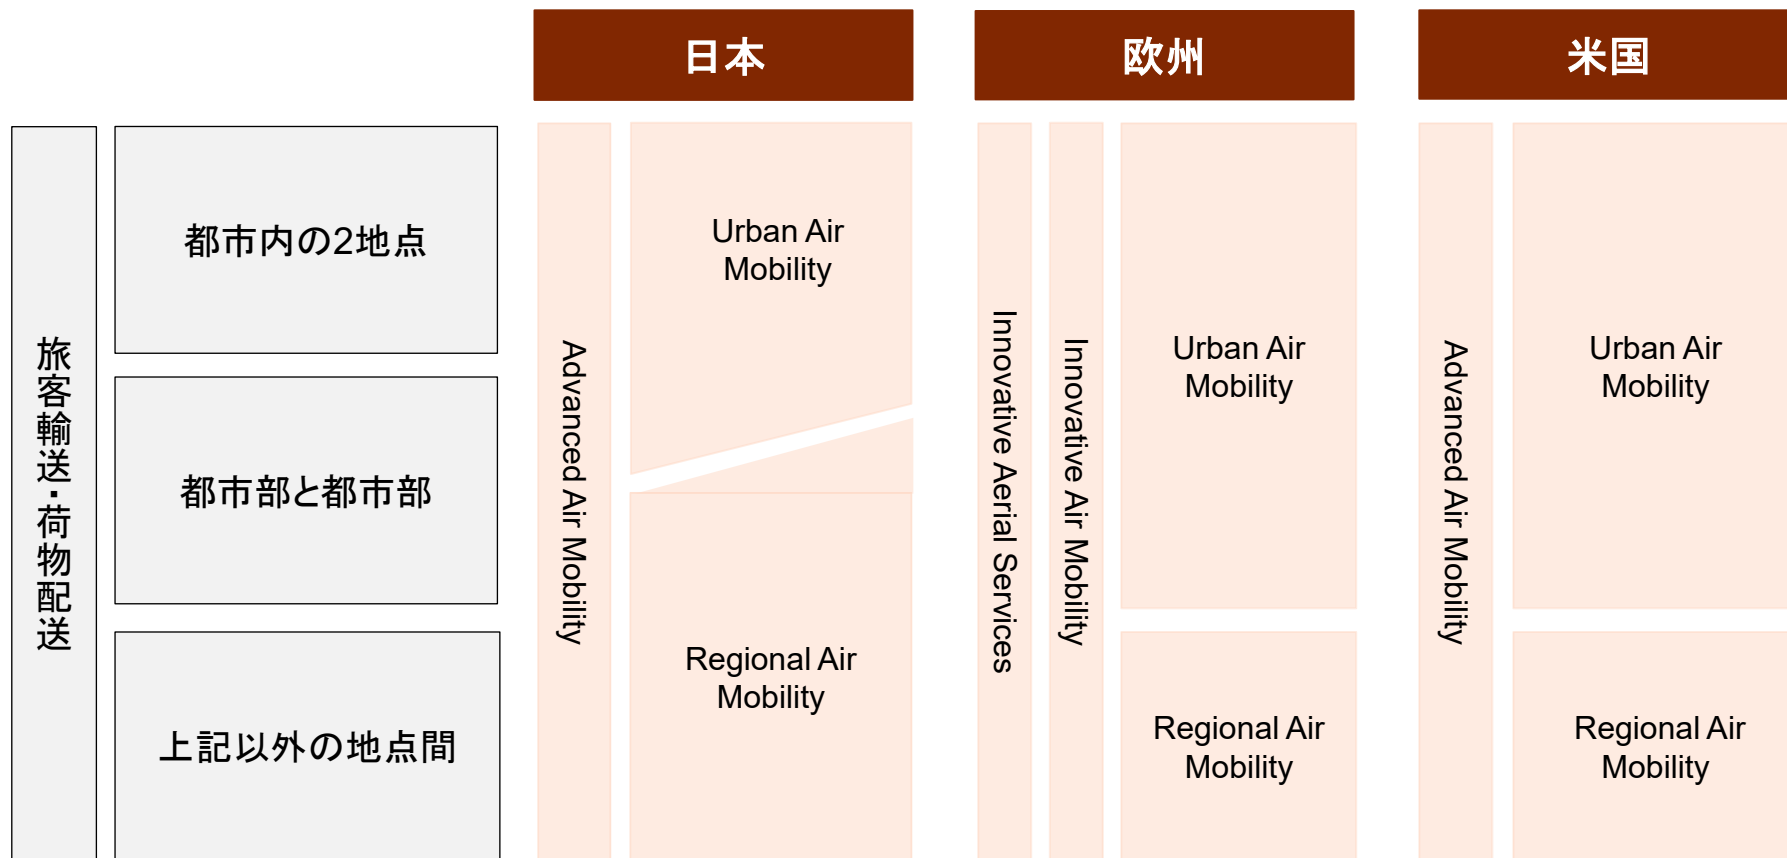 日本
欧州
米国
旅客輸送・荷物配送
都市内の2地点
都市部と都市部
上記以外の地点間
Advanced Air Mobility
Urban Air
Mobility
Regional Air
Mobility
Innovative Aerial Services
Innovative Air Mobility
Urban Air
Mobility
Regional Air
Mobility
Advanced Air Mobility
Urban Air
Mobility
Regional Air
Mobility